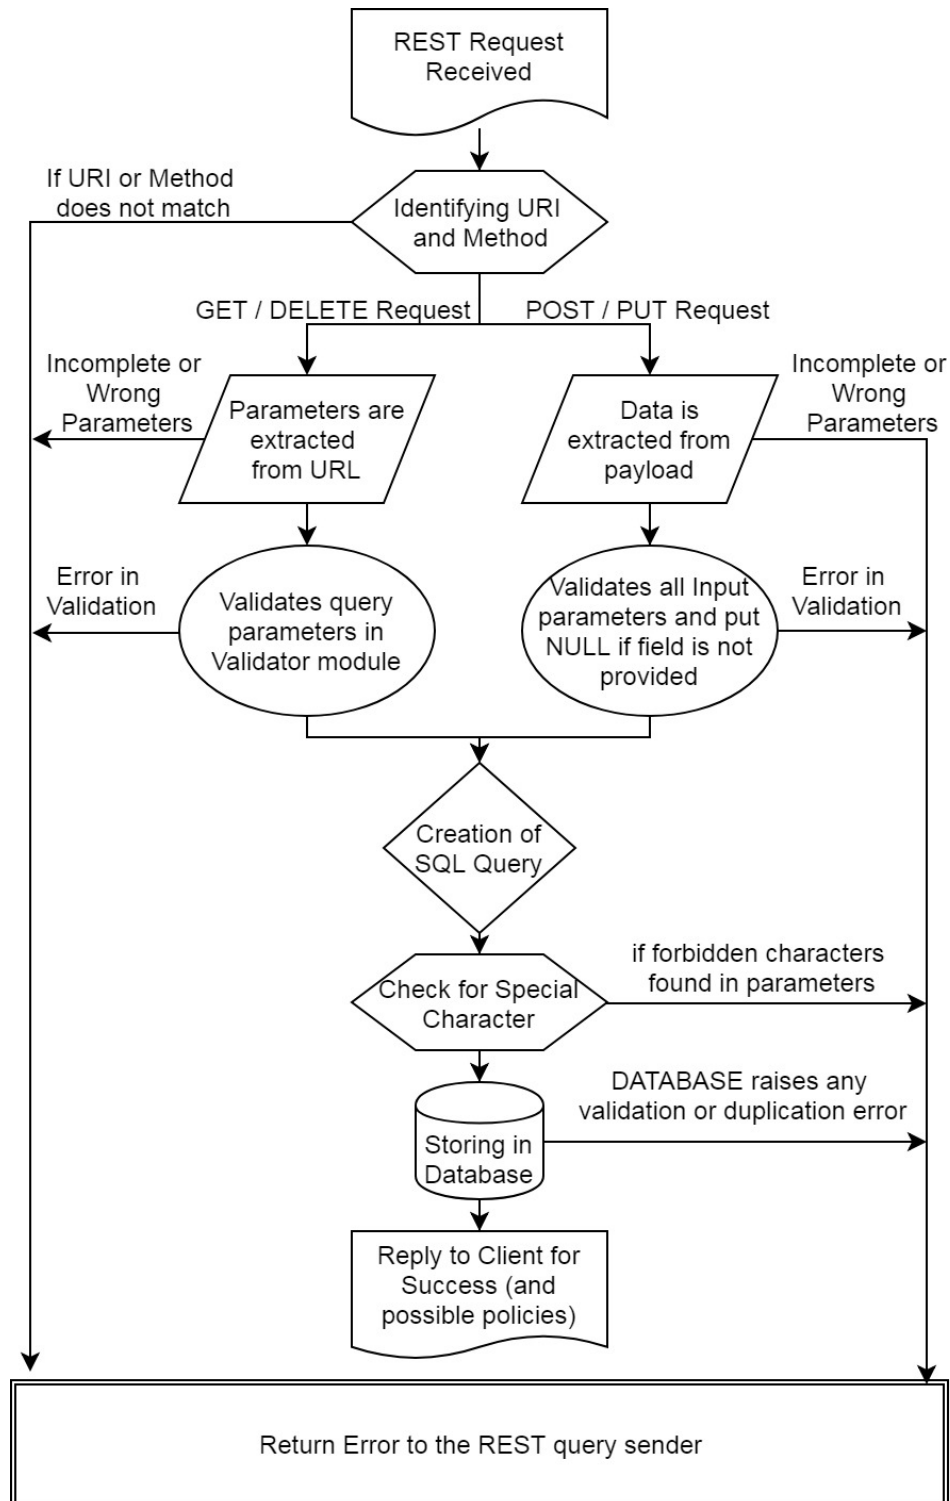 REST Request
Received
If URI or Method
does not match
Identifying URI
and Method
GET / DELETE Request
POST / PUT Request
Incomplete or
Wrong
Parameters
Parameters are
extracted
from URL
Data is
extracted from
payload
Incomplete or
Wrong
Parameters
Error in
Validation
Validates query
parameters in
Validator module
Validates all Input
parameters and put
NULL if field is not
provided
Error in
Validation
Creation of
SQL Query
Check for Special
Character
if forbidden characters
found in parameters
DATABASE raises any
validation or duplication error
Storing in
Database
Reply to Client for
Success (and
possible policies)
Return Error to the REST query sender